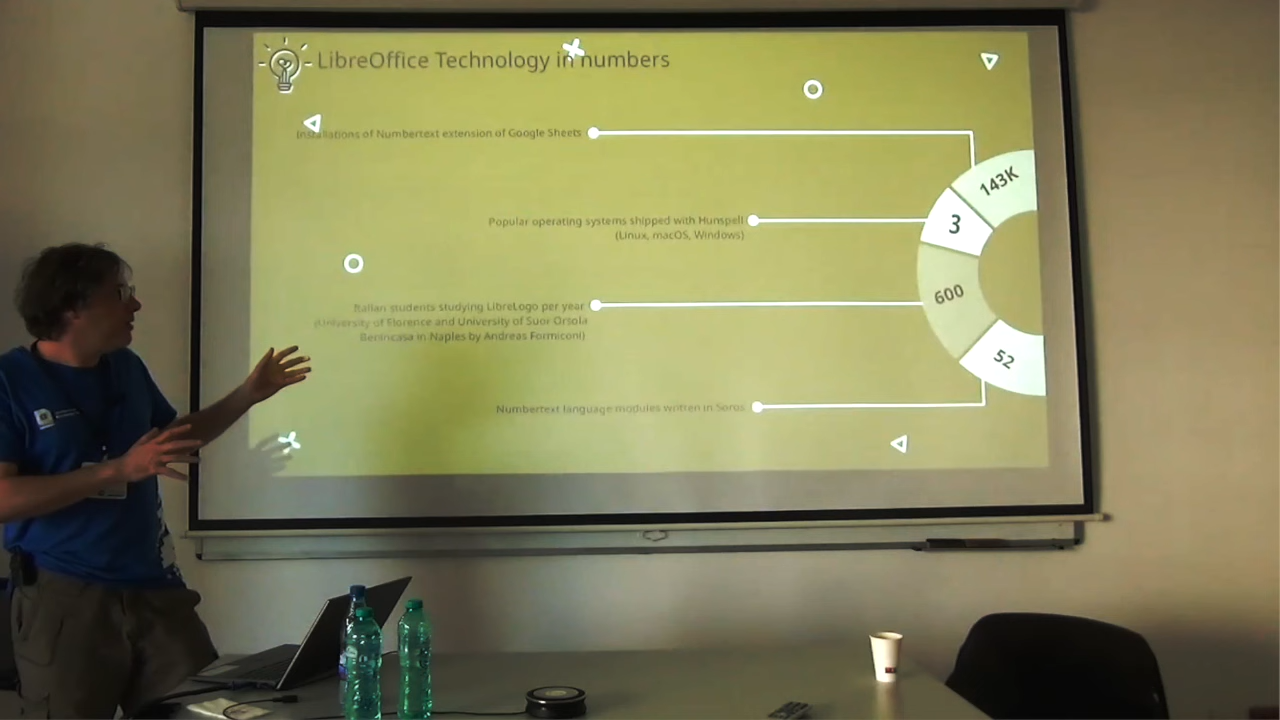 LibreOffice Technology in numbers
Installations of Numbertext extension of Google Sheets
143K
Popular operating systems shipped with Hunspell
(Linux, macOS, Windows)
3
Italian students studying LibreLogo per year
(University of Florence and University of Suor Orsola
Benincasa in Naples by Andreas Formiconi)
600
Numbertext language modules written in Soros
52